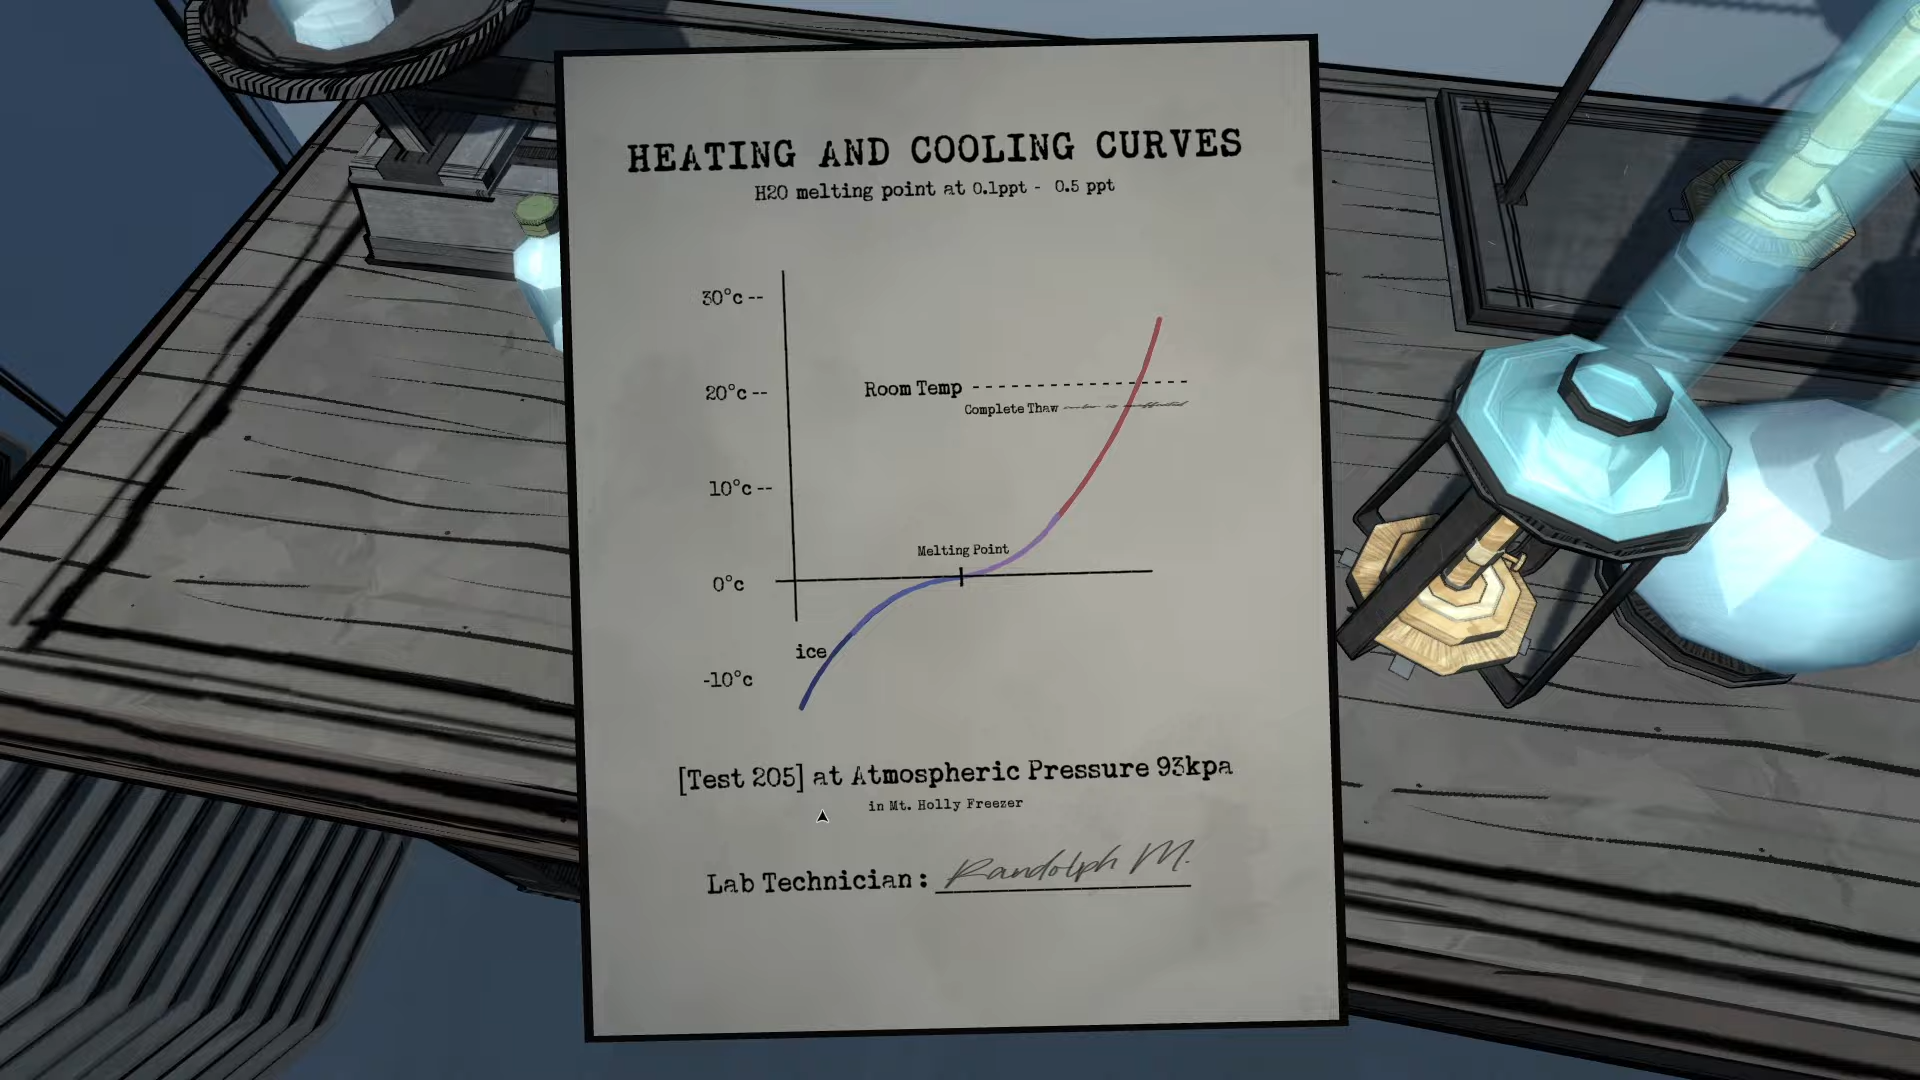 HEATING AND COOLING CURVES
H2O melting point at 0.1ppt - 0.5 ppt
30°c --
20°c --
Room Temp
Complete Thaw
10°c --
Melting Point
0°c
ice
-10°c
[Test 205] at Atmospheric Pressure 93kpa
in Mt. Holly Freezer
Lab Technician: Randolph M.